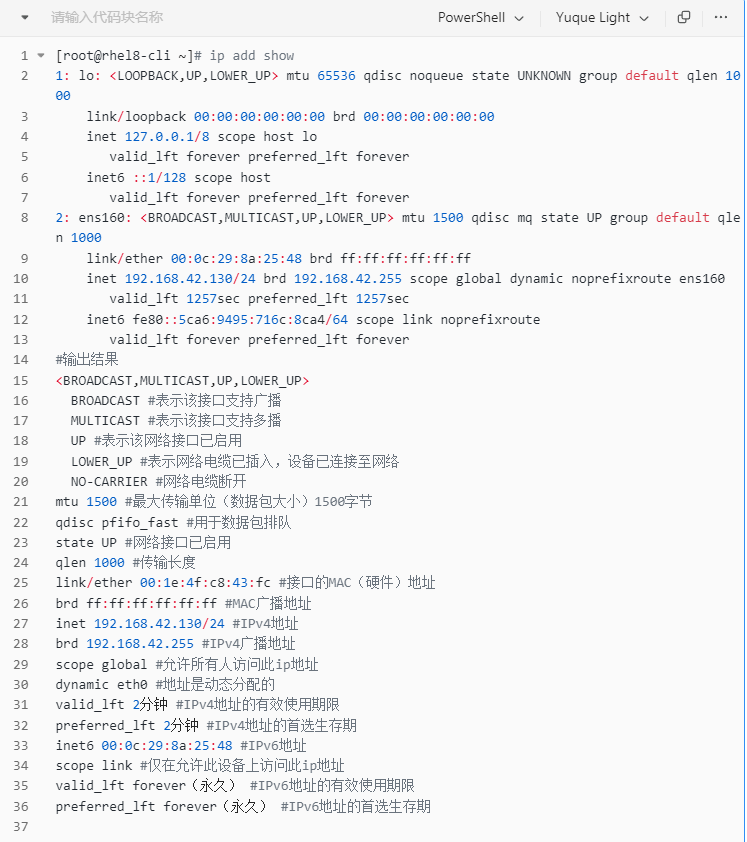 请输入代码块名称 PowerShell Yuque Light
1 [root@rhel8-cli ~]# ip add show
2 1: lo: <LOOPBACK,UP,LOWER_UP> mtu 65536 qdisc noqueue state UNKNOWN group default qlen 10
00
3 link/loopback 00:00:00:00:00:00 brd 00:00:00:00:00:00
4 inet 127.0.0.1/8 scope host lo
5 valid_lft forever preferred_lft forever
6 inet6 ::1/128 scope host
7 valid_lft forever preferred_lft forever
8 2: ens160: <BROADCAST,MULTICAST,UP,LOWER_UP> mtu 1500 qdisc mq state UP group default qle
n 1000
9 link/ether 00:0c:29:8a:25:48 brd ff:ff:ff:ff:ff:ff
10 inet 192.168.42.130/24 brd 192.168.42.255 scope global dynamic noprefixroute ens160
11 valid_lft 1257sec preferred_lft 1257sec
12 inet6 fe80::5ca6:9495:716c:8ca4/64 scope link noprefixroute
13 valid_lft forever preferred_lft forever
14 #输出结果
15 <BROADCAST,MULTICAST,UP,LOWER_UP>
16 BROADCAST #表示该接口支持广播
17 MULTICAST #表示该接口支持多播
18 UP #表示该网络接口已启用
19 LOWER_UP #表示网络电缆已插入，设备已连接至网络
20 NO-CARRIER #网络电缆断开
21 mtu 1500 #最大传输单位（数据包大小）1500字节
22 qdisc pfifo_fast #用于数据包排队
23 state UP #网络接口已启用
24 qlen 1000 #传输长度
25 link/ether 00:1e:4f:c8:43:fc #接口的MAC（硬件）地址
26 brd ff:ff:ff:ff:ff:ff #MAC广播地址
27 inet 192.168.42.130/24 #IPv4地址
28 brd 192.168.42.255 #IPv4广播地址
29 scope global #允许所有人访问此ip地址
30 dynamic eth0 #地址是动态分配的
31 valid_lft 2分钟 #IPv4地址的有效使用期限
32 preferred_lft 2分钟 #IPv4地址的首选生存期
33 inet6 00:0c:29:8a:25:48 #IPv6地址
34 scope link #仅在允许此设备上访问此ip地址
35 valid_lft forever（永久） #IPv6地址的有效使用期限
36 preferred_lft forever（永久） #IPv6地址的首选生存期
37